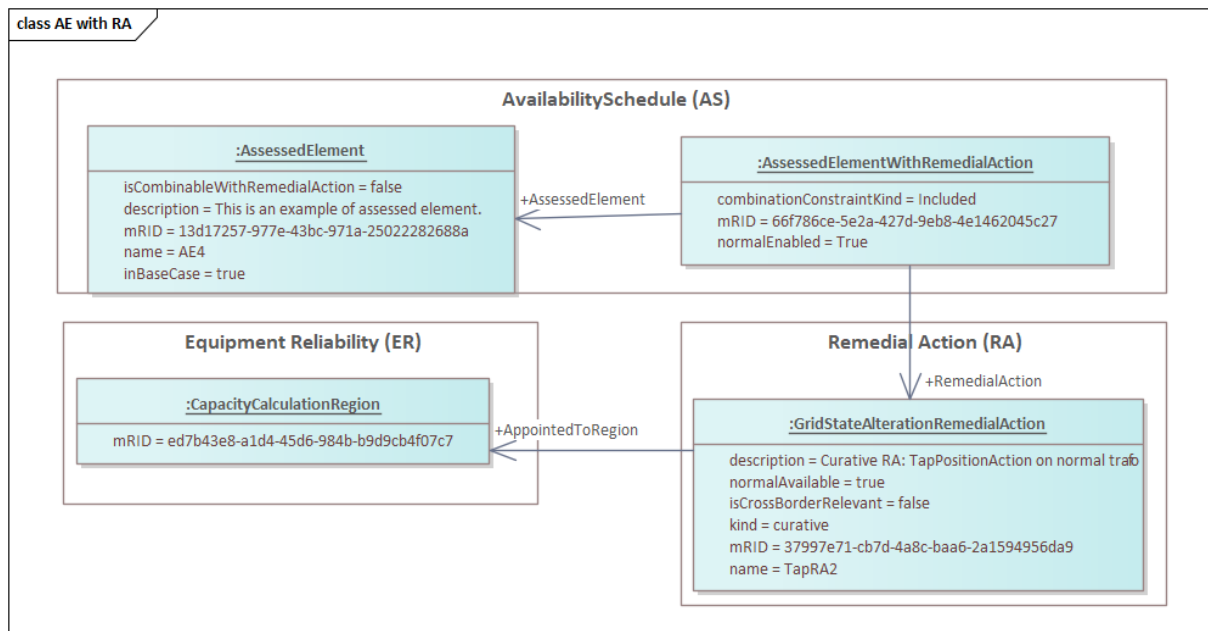 class AE with RA
AvailabilitySchedule (AS)
:AssessedElement
isCombinableWithRemedialAction = false
description = This is an example of assessed element.
mRID = 13d17257-977e-43bc-971a-25022282688a
name = AE4
inBaseCase = true
+AssessedElement
:AssessedElementWithRemedialAction
combinationConstraintKind = Included
mRID = 66f786ce-5e2a-427d-9eb8-4e1462045c27
normalEnabled = True
Equipment Reliability (ER)
:CapacityCalculationRegion
mRID = ed7b43e8-a1d4-45d6-984b-b9d9cb4f07c7
+AppointedToRegion
Remedial Action (RA)
+RemedialAction
:GridStateAlterationRemedialAction
description = Curative RA: TapPositionAction on normal trafo
normalAvailable = true
isCrossBorderRelevant = false
kind = curative
mRID = 37997e71-cb7d-4a8c-baa6-2a1594956da9
name = TapRA2